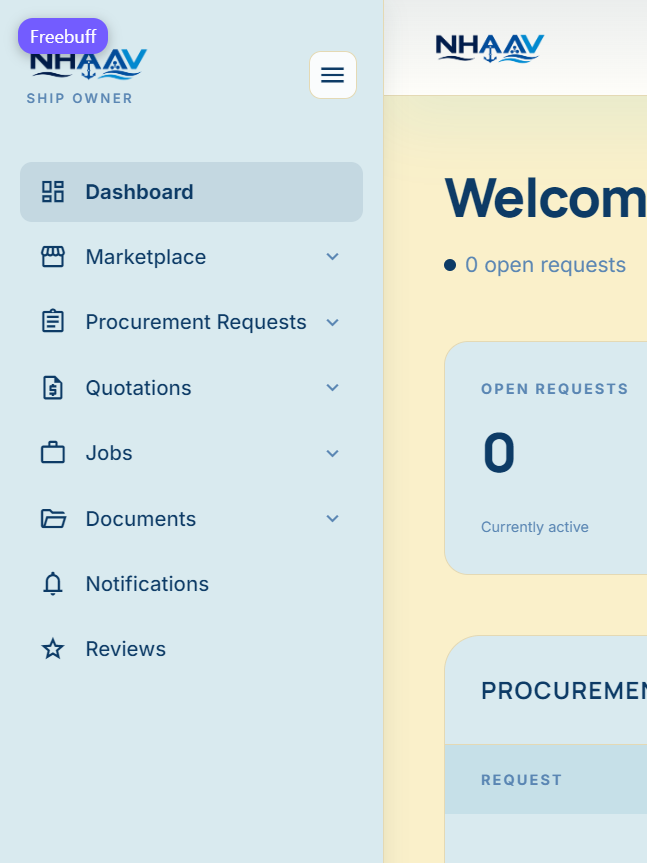 Freebuff
NHAAV
SHIP OWNER
Dashboard
Marketplace
Procurement Requests
Quotations
Jobs
Documents
Notifications
Reviews
NHAAV
Welcom
0 open requests
OPEN REQUESTS
0
Currently active
PROCUREMEN
REQUEST